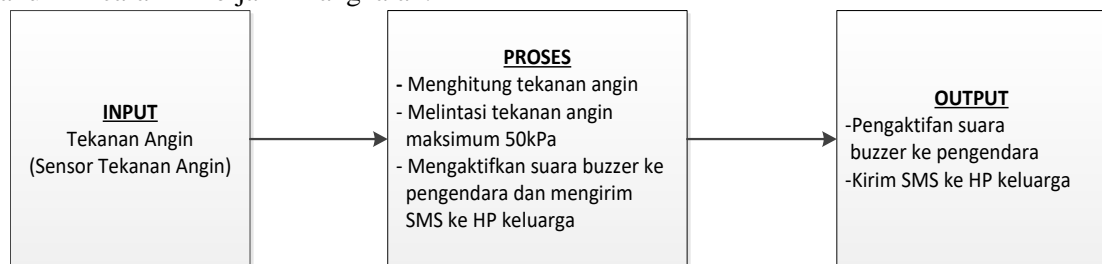 INPUT
Tekanan Angin
(Sensor Tekanan Angin)
PROSES
- Menghitung tekanan angin
- Melintasi tekanan angin
maksimum 50kPa
- Mengaktifkan suara buzzer ke
pengendara dan mengirim
SMS ke HP keluarga
OUTPUT
-Pengaktifan suara
buzzer ke pengendara
-Kirim SMS ke HP keluarga